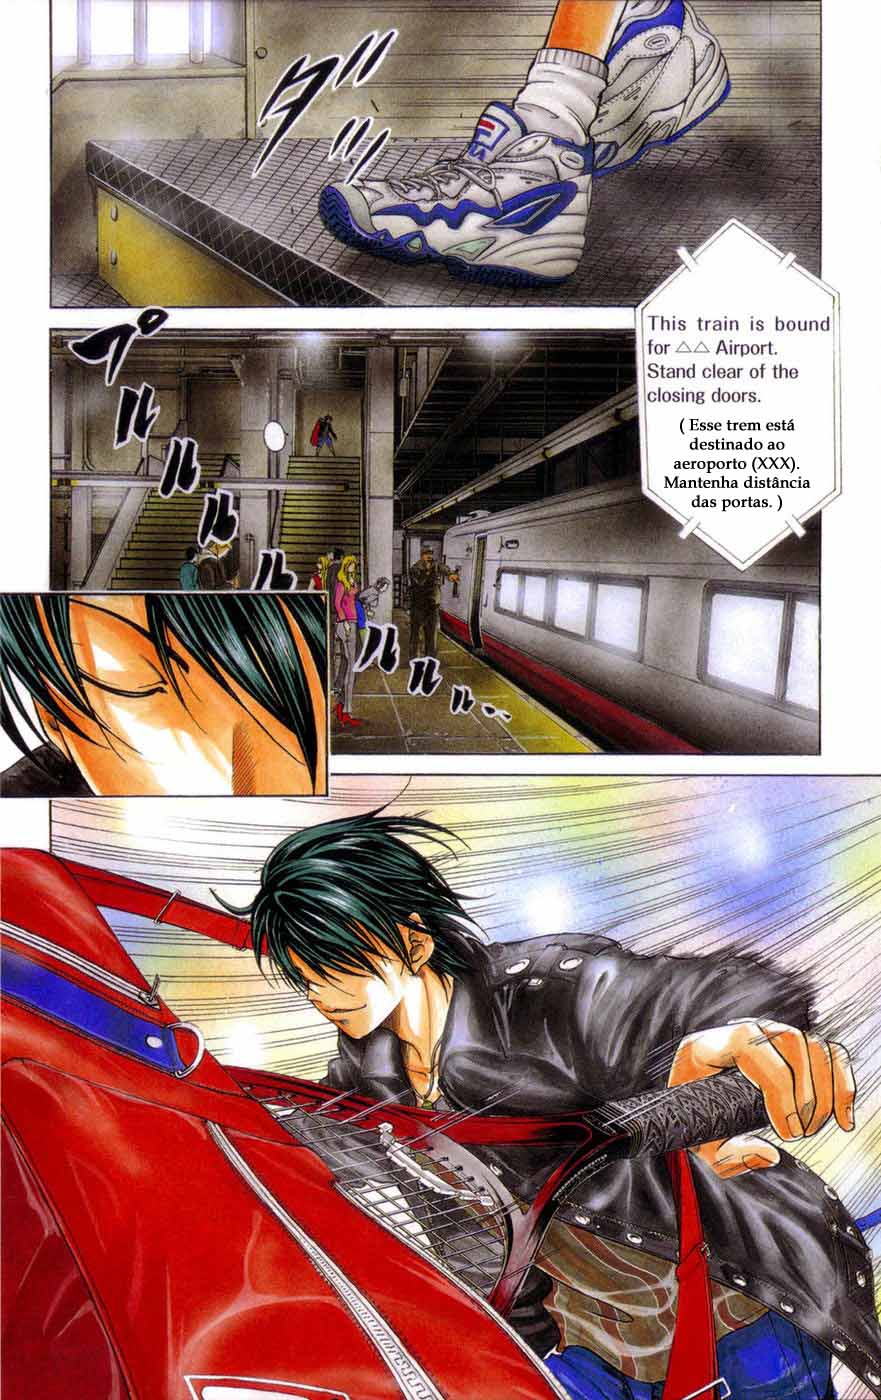 ダッ
This train is bound
for △△ Airport.
Stand clear of the
closing doors.
( Esse trem está
destinado ao
aeroporto (XXX).
Mantenha distância
das portas. )
プルルルルルルル…